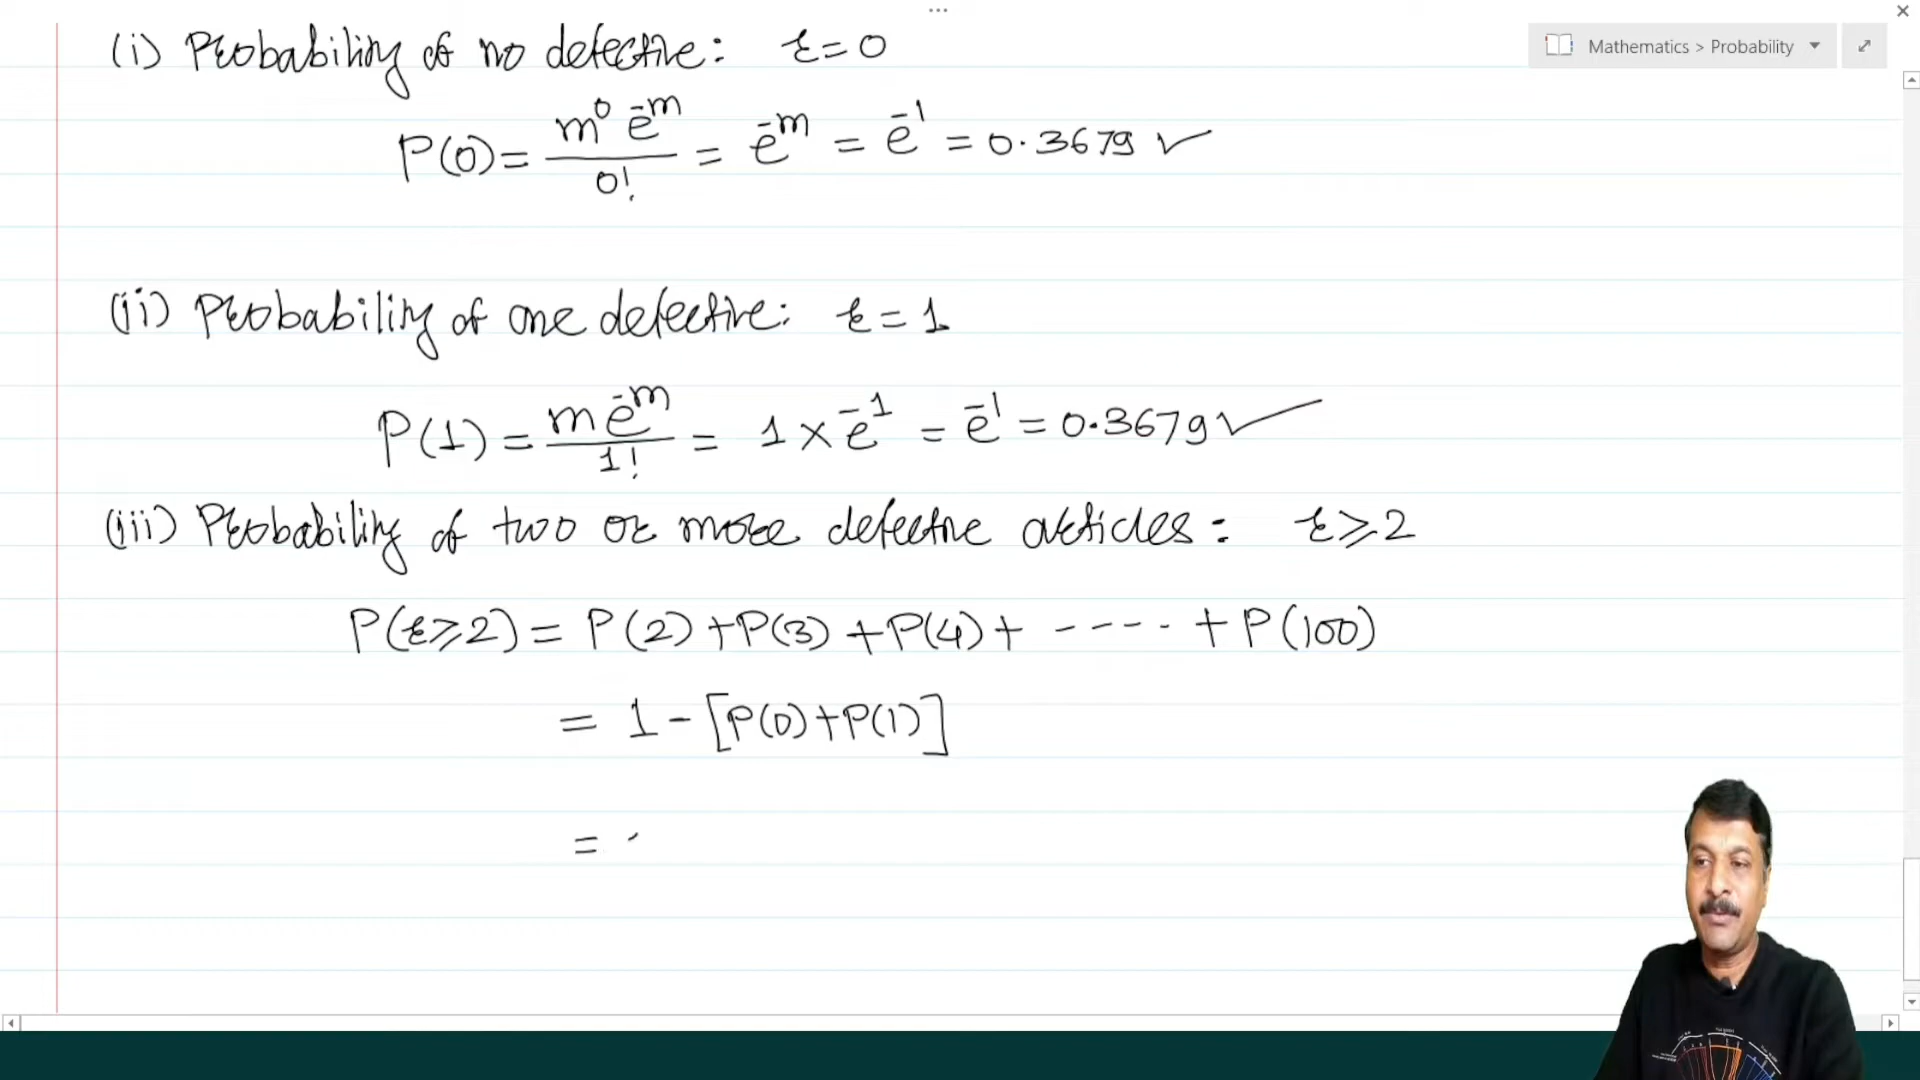 ...
Mathematics > Probability
(i) Probability of no defective: r=0
P(0)= m⁰ e⁻ᵐ / 0! = e⁻ᵐ = e⁻¹ = 0.3679 ✓
(ii) Probability of one defective: r=1
P(1)= m e⁻ᵐ / 1! = 1 × e⁻¹ = e⁻¹ = 0.3679 ✓
(iii) Probability of two or more defective articles: r⩾2
P(r⩾2)= P(2)+P(3)+P(4)+ ----- +P(100)
= 1-[P(0)+P(1)]
=